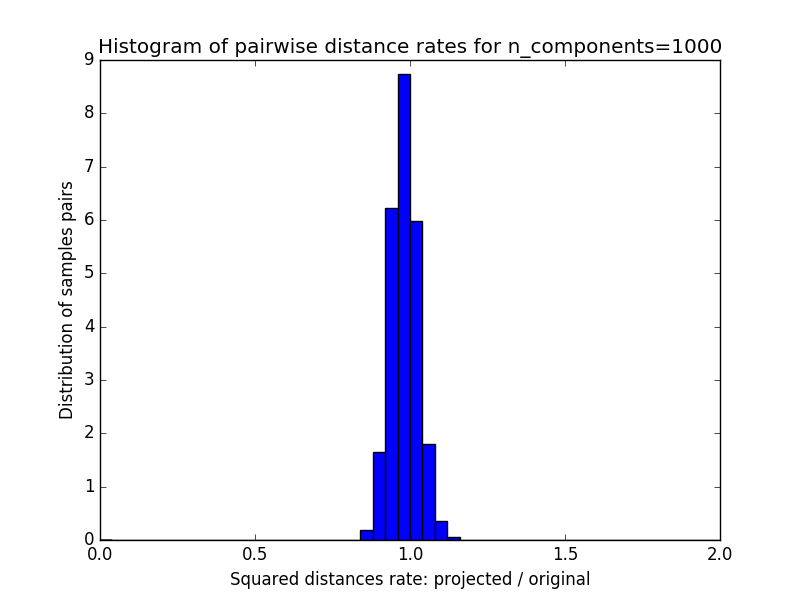 Histogram of pairwise distance rates for n_components=1000
9
8
7
6
5
4
3
2
1
0
Distribution of samples pairs
0.0 0.5 1.0 1.5 2.0
Squared distances rate: projected / original